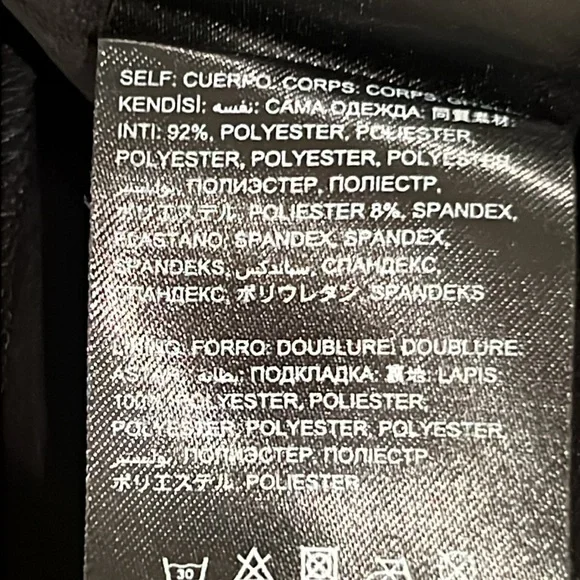 SELF: CUERPO: CORPS: CORPS:
KENDİSİ: نفسه: САМА ОДЕЖДА: 同質素材:
INTI: 92%, POLYESTER, POLIESTER,
POLYESTER, POLYESTER, POLYESTER,
بوليستر, ПОЛИЭСТЕР, ПОЛІЕСТР,
ポリエステル, POLIESTER 8%, SPANDEX,
ELASTANO, SPANDEX, SPANDEX,
SPANDEKS, سباندكس, СПАНДЕКС,
СПАНДЕКС, ポリウレタン, SPANDEKS
LINING: FORRO: DOUBLURE: DOUBLURE:
ASTAR: بطانة: ПОДКЛАДКА: 裏地: LAPIS:
100%, POLYESTER, POLIESTER,
POLYESTER, POLYESTER, POLYESTER,
بوليستر, ПОЛИЭСТЕР, ПОЛІЕСТР,
ポリエステル, POLIESTER
30